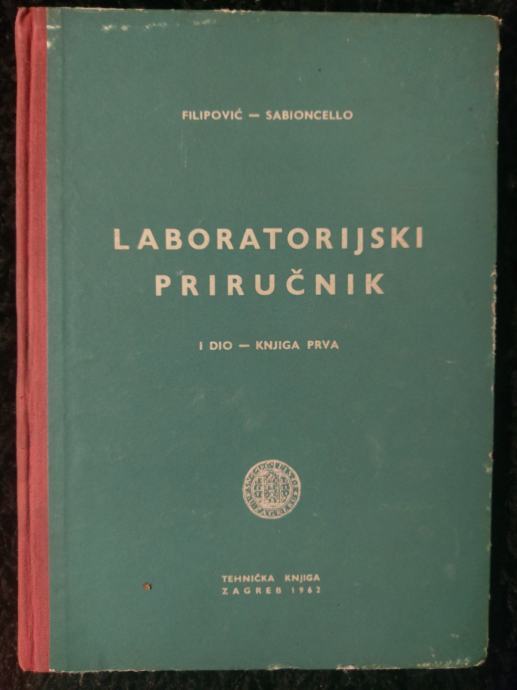 FILIPOVIĆ — SABIONCELLO
LABORATORIJSKI
PRIRUČNIK
I DIO — KNJIGA PRVA
TEHNIČKA KNJIGA
ZAGREB 1962